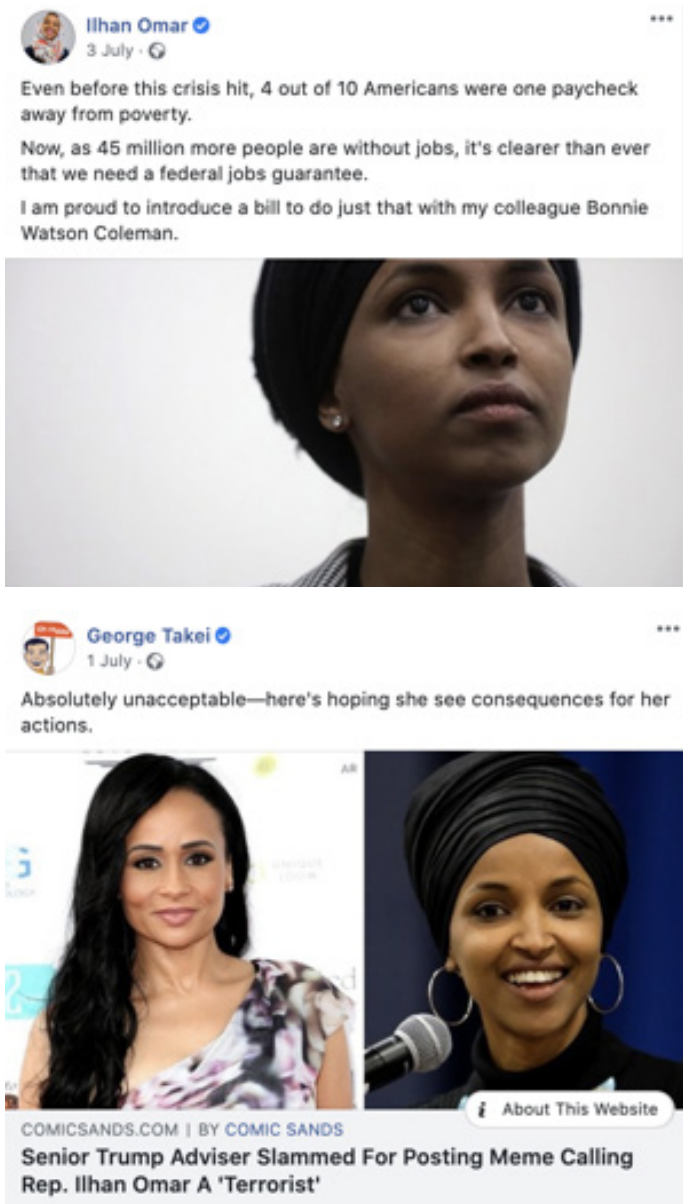 Ilhan Omar
3 July ·
Even before this crisis hit, 4 out of 10 Americans were one paycheck
away from poverty.
Now, as 45 million more people are without jobs, it's clearer than ever
that we need a federal jobs guarantee.
I am proud to introduce a bill to do just that with my colleague Bonnie
Watson Coleman.
George Takei
1 July ·
Absolutely unacceptable—here's hoping she see consequences for her
actions.
AR
UNIQUE
LOOM
i About This Website
COMICSANDS.COM | BY COMIC SANDS
Senior Trump Adviser Slammed For Posting Meme Calling
Rep. Ilhan Omar A 'Terrorist'